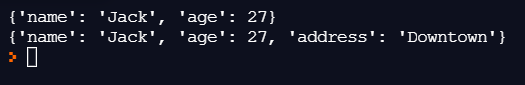 {'name': 'Jack', 'age': 27}
{'name': 'Jack', 'age': 27, 'address': 'Downtown'}
>